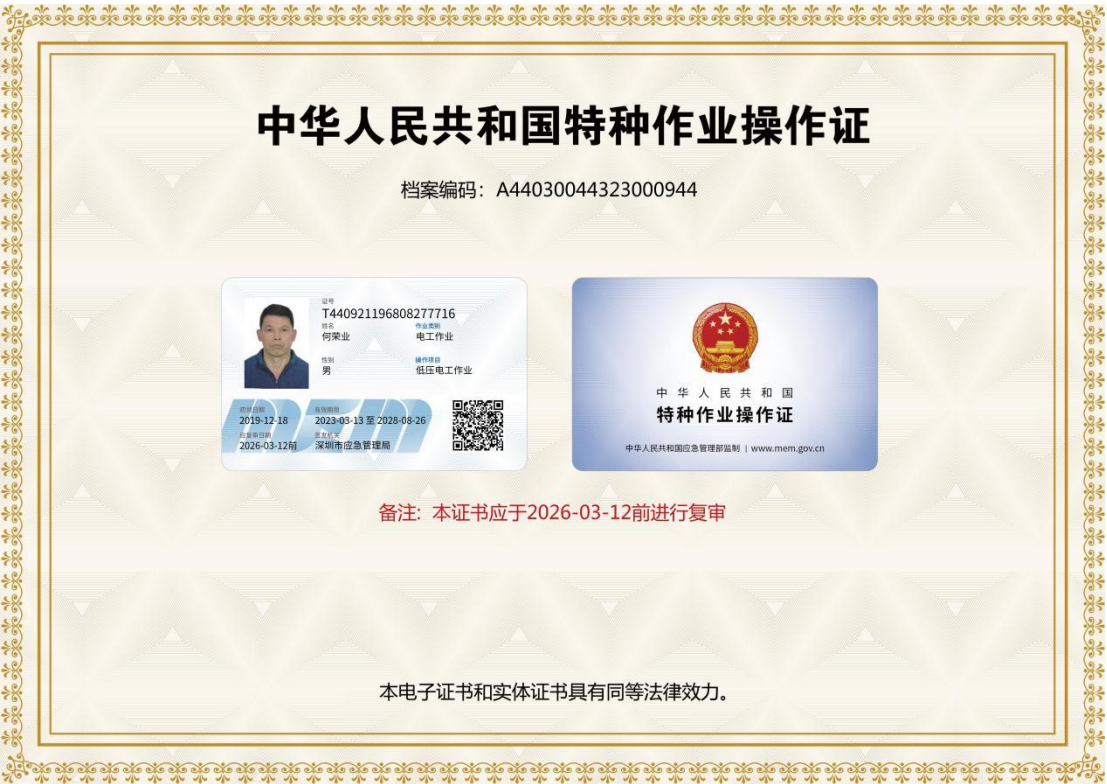 中华人民共和国特种作业操作证
档案编码：A44030044323000944
证号
T440921196808277716
姓名 作业类别
何荣业 电工作业
性别 操作项目
男 低压电工作业
初领日期 有效期限
2019-12-18 2023-03-13 至 2028-08-26
应复审日期 签发机关
2026-03-12前 深圳市应急管理局
中华人民共和国
特种作业操作证
中华人民共和国应急管理部监制 | www.mem.gov.cn
备注: 本证书应于2026-03-12前进行复审
本电子证书和实体证书具有同等法律效力。